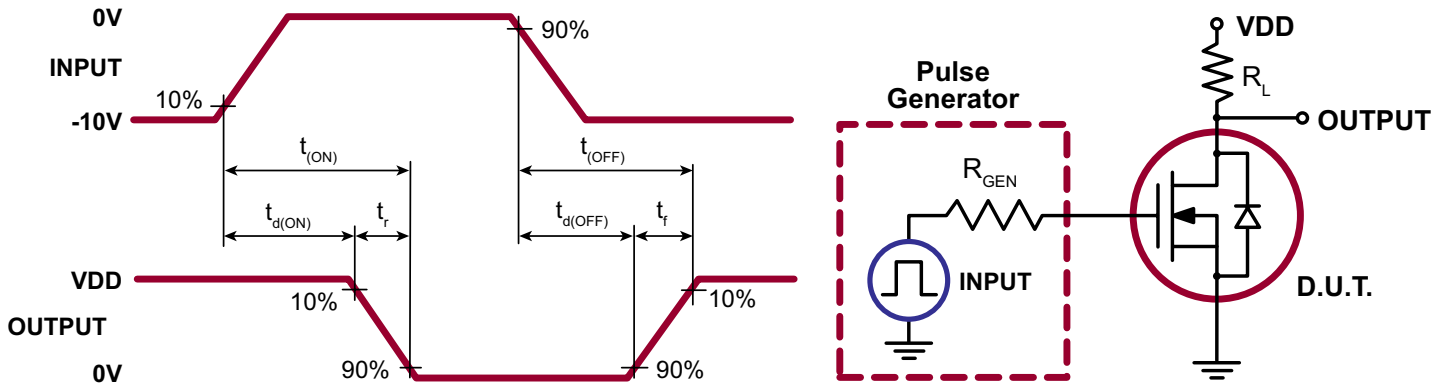 0V
INPUT
-10V
10%
90%
t(ON)
t(OFF)
td(ON)
tr
td(OFF)
tf
VDD
OUTPUT
0V
10%
90%
10%
90%
Pulse
Generator
RGEN
INPUT
VDD
RL
OUTPUT
D.U.T.